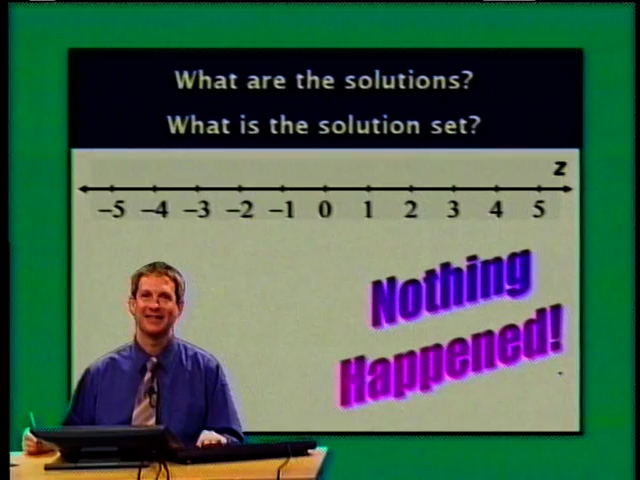 What are the solutions?
What is the solution set?
z
−5 −4 −3 −2 −1 0 1 2 3 4 5
Nothing
Happened!